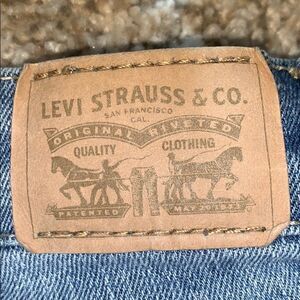 LEVI STRAUSS & CO.
SAN FRANCISCO
CAL.
ORIGINAL RIVETED
QUALITY CLOTHING
PATENTED MAY 20 1873